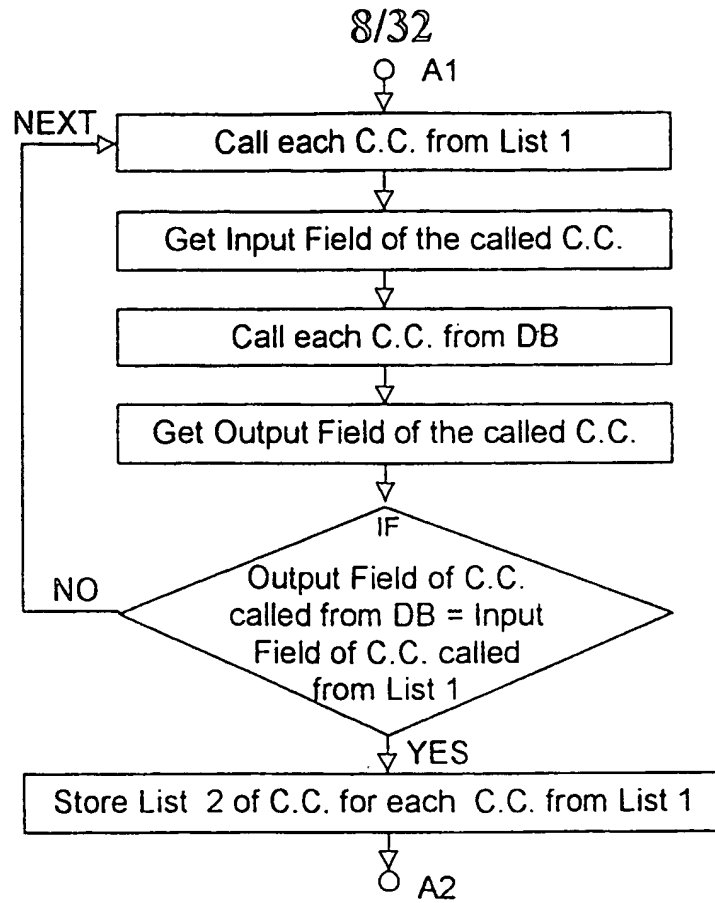 8/32
A1
NEXT
Call each C.C. from List 1
Get Input Field of the called C.C.
Call each C.C. from DB
Get Output Field of the called C.C.
IF
NO
Output Field of C.C.
called from DB = Input
Field of C.C. called
from List 1
YES
Store List 2 of C.C. for each C.C. from List 1
A2